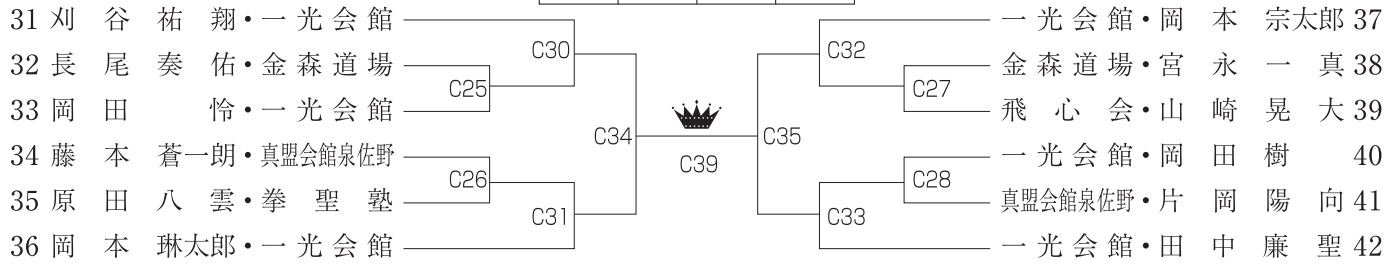 31 刈谷祐翔・一光会館
32 長尾奏佑・金森道場
33 岡田怜・一光会館
34 藤本蒼一朗・真盟会館泉佐野
35 原田八雲・拳聖塾
36 岡本琳太郎・一光会館
C30
C25
C34
C26
C31
C39
C32
C27
C35
C28
C33
一光会館・岡本宗太郎 37
金森道場・宮永一真 38
飛心会・山崎晃大 39
一光会館・岡田樹 40
真盟会館泉佐野・片岡陽向 41
一光会館・田中廉聖 42